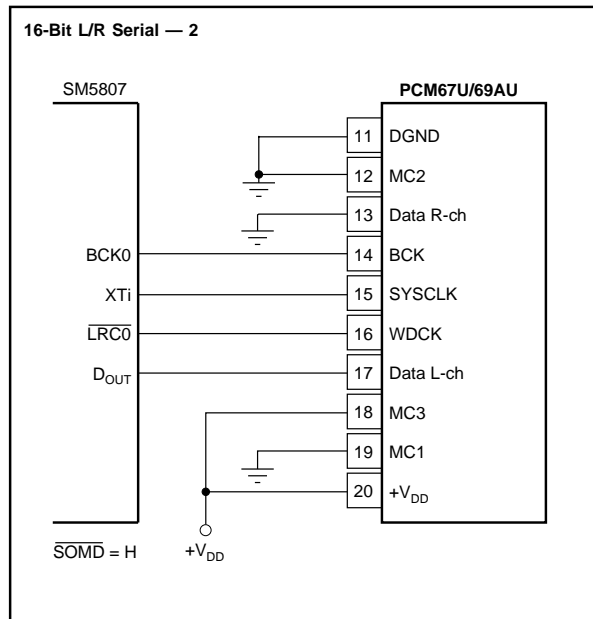 16-Bit L/R Serial — 2
SM5807
PCM67U/69AU
11 DGND
12 MC2
13 Data R-ch
BCK0 14 BCK
XTi 15 SYSCLK
LRC0 16 WDCK
DOUT 17 Data L-ch
18 MC3
19 MC1
20 +VDD
SOMD = H
+VDD